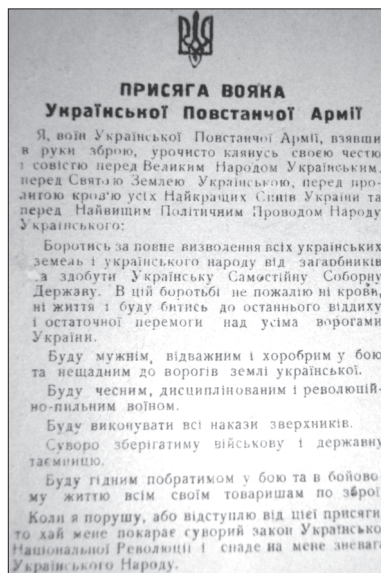 ПРИСЯГА ВОЯКА
Української Повстанчої Армії
Я, воїн Української Повстанчої Армії, взявши
в руки зброю, урочисто клянусь своєю честю
і совістю перед Великим Народом Українським,
перед Святою Землею Українською, перед про-
литою кров'ю усіх Найкращих Синів України та
перед Найвищим Політичним Проводом Народу
Українського:
Боротись за повне визволення всіх українських
земель і українського народу від загарбників
та здобути Українську Самостійну Соборну
Державу. В цій боротьбі не пожалію ні крови,
ні життя і буду битись до останнього віддиху
і остаточної перемоги над усіма ворогами
України.
Буду мужнім, відважним і хоробрим у бою
та нещадним до ворогів землі української.
Буду чесним, дисциплінованим і революцій-
но-пильним воїном.
Буду виконувати всі накази зверхників.
Суворо зберігатиму військову і державну
таємницю.
Буду гідним побратимом у бою та в бойово-
му життю всім своїм товаришам по зброї
Коли я порушу, або відступлю від цієї присяги,
то хай мене покарає суворий закон Українсько
Національної Революції і спаде на мене зневаг
Українського Народу.